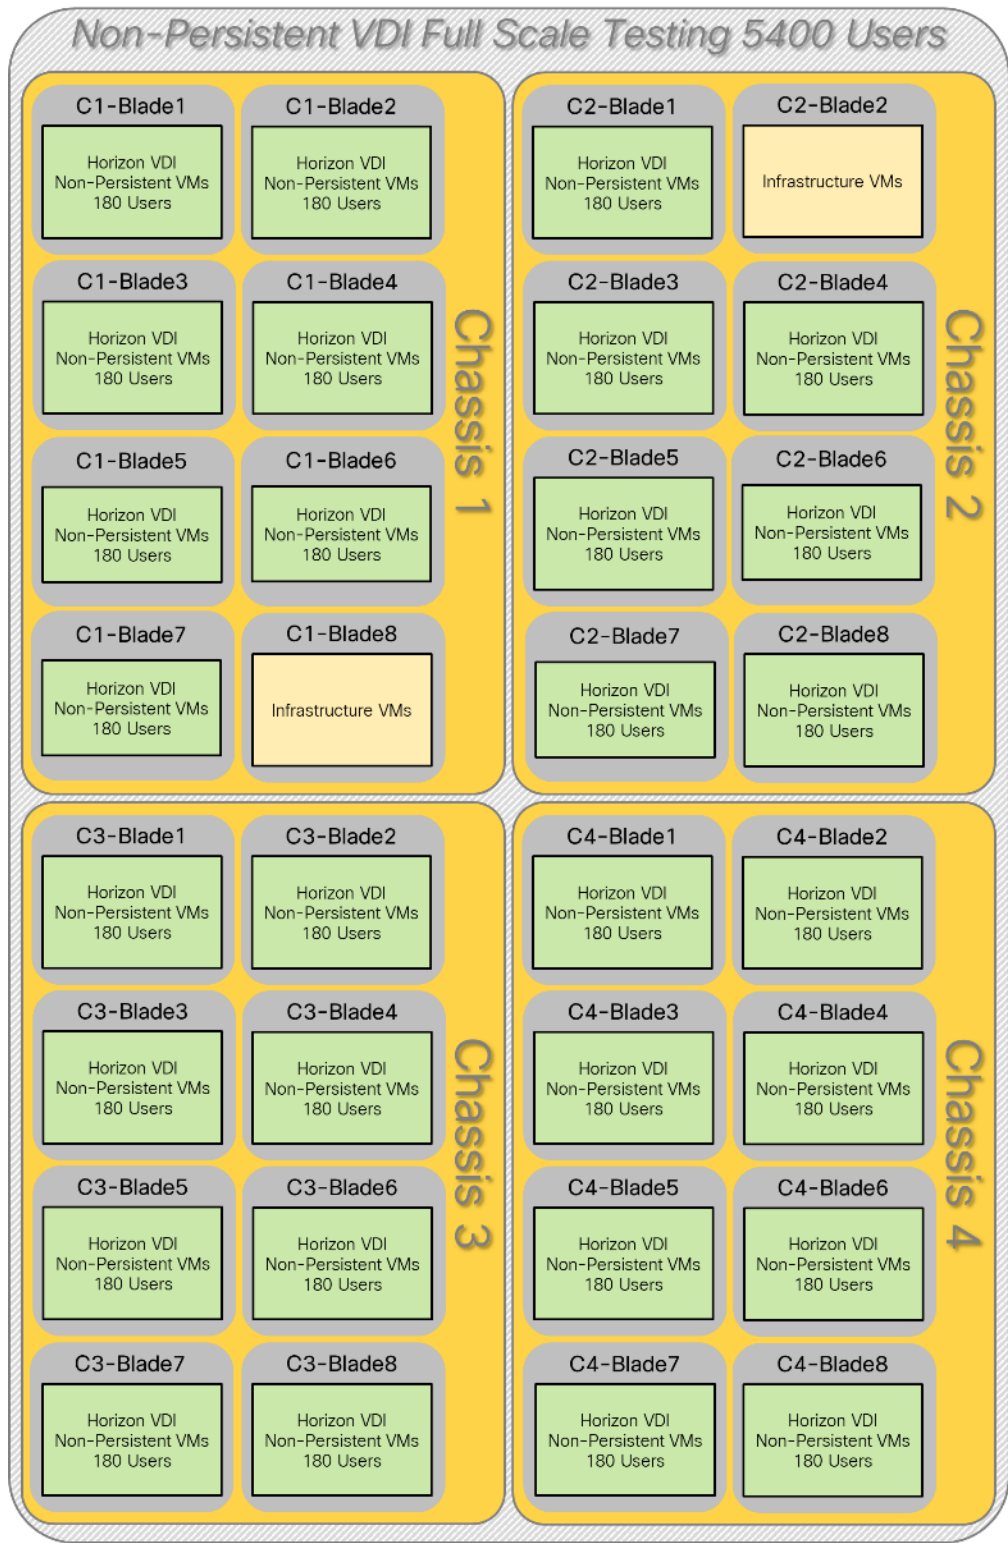 Non-Persistent VDI Full Scale Testing 5400 Users
C1-Blade1
Horizon VDI
Non-Persistent VMs
180 Users
C1-Blade2
Horizon VDI
Non-Persistent VMs
180 Users
C1-Blade3
Horizon VDI
Non-Persistent VMs
180 Users
C1-Blade4
Horizon VDI
Non-Persistent VMs
180 Users
C1-Blade5
Horizon VDI
Non-Persistent VMs
180 Users
C1-Blade6
Horizon VDI
Non-Persistent VMs
180 Users
C1-Blade7
Horizon VDI
Non-Persistent VMs
180 Users
C1-Blade8
Infrastructure VMs
Chassis 1
C2-Blade1
Horizon VDI
Non-Persistent VMs
180 Users
C2-Blade2
Infrastructure VMs
C2-Blade3
Horizon VDI
Non-Persistent VMs
180 Users
C2-Blade4
Horizon VDI
Non-Persistent VMs
180 Users
C2-Blade5
Horizon VDI
Non-Persistent VMs
180 Users
C2-Blade6
Horizon VDI
Non-Persistent VMs
180 Users
C2-Blade7
Horizon VDI
Non-Persistent VMs
180 Users
C2-Blade8
Horizon VDI
Non-Persistent VMs
180 Users
Chassis 2
C3-Blade1
Horizon VDI
Non-Persistent VMs
180 Users
C3-Blade2
Horizon VDI
Non-Persistent VMs
180 Users
C3-Blade3
Horizon VDI
Non-Persistent VMs
180 Users
C3-Blade4
Horizon VDI
Non-Persistent VMs
180 Users
C3-Blade5
Horizon VDI
Non-Persistent VMs
180 Users
C3-Blade6
Horizon VDI
Non-Persistent VMs
180 Users
C3-Blade7
Horizon VDI
Non-Persistent VMs
180 Users
C3-Blade8
Horizon VDI
Non-Persistent VMs
180 Users
Chassis 3
C4-Blade1
Horizon VDI
Non-Persistent VMs
180 Users
C4-Blade2
Horizon VDI
Non-Persistent VMs
180 Users
C4-Blade3
Horizon VDI
Non-Persistent VMs
180 Users
C4-Blade4
Horizon VDI
Non-Persistent VMs
180 Users
C4-Blade5
Horizon VDI
Non-Persistent VMs
180 Users
C4-Blade6
Horizon VDI
Non-Persistent VMs
180 Users
C4-Blade7
Horizon VDI
Non-Persistent VMs
180 Users
C4-Blade8
Horizon VDI
Non-Persistent VMs
180 Users
Chassis 4